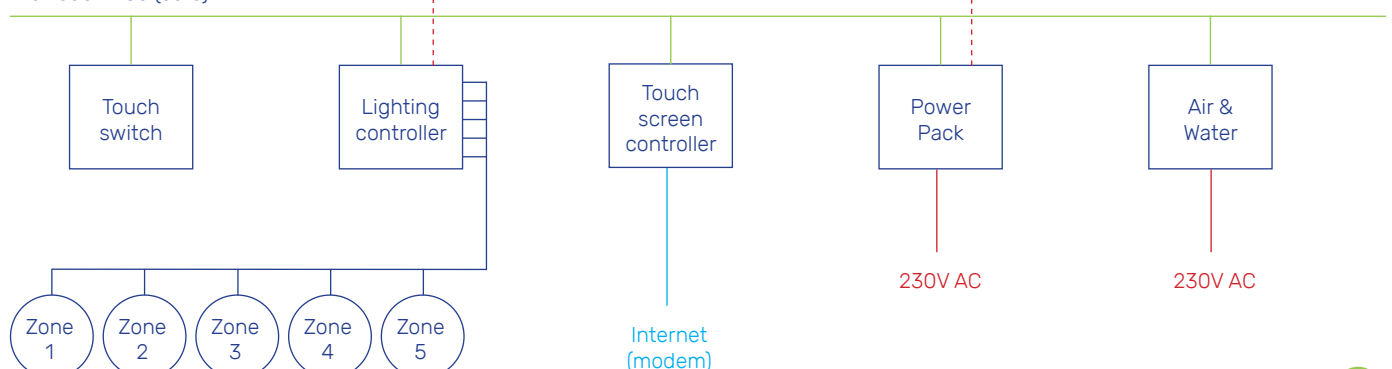 Touch
switch
Lighting
controller
Touch
screen
controller
Power
Pack
Air &
Water
230V AC
230V AC
Zone
1
Zone
2
Zone
3
Zone
4
Zone
5
Internet
(modem)